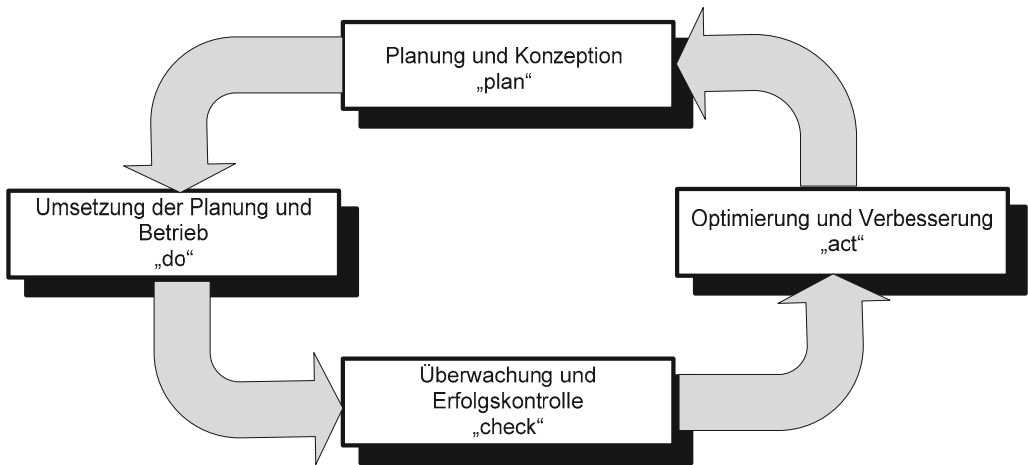 Planung und Konzeption
„plan“
Umsetzung der Planung und
Betrieb
„do“
Überwachung und
Erfolgskontrolle
„check“
Optimierung und Verbesserung
„act“